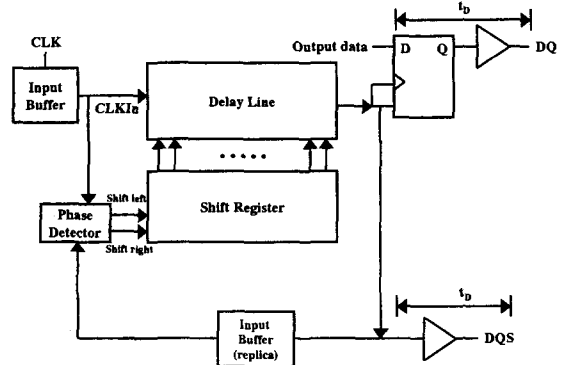 t_D
CLK
Output data
D
Q
DQ
Input
Buffer
CLKIn
Delay Line
.....
Shift left
Shift Register
Phase
Detector
Shift right
t_D
Input
Buffer
(replica)
DQS